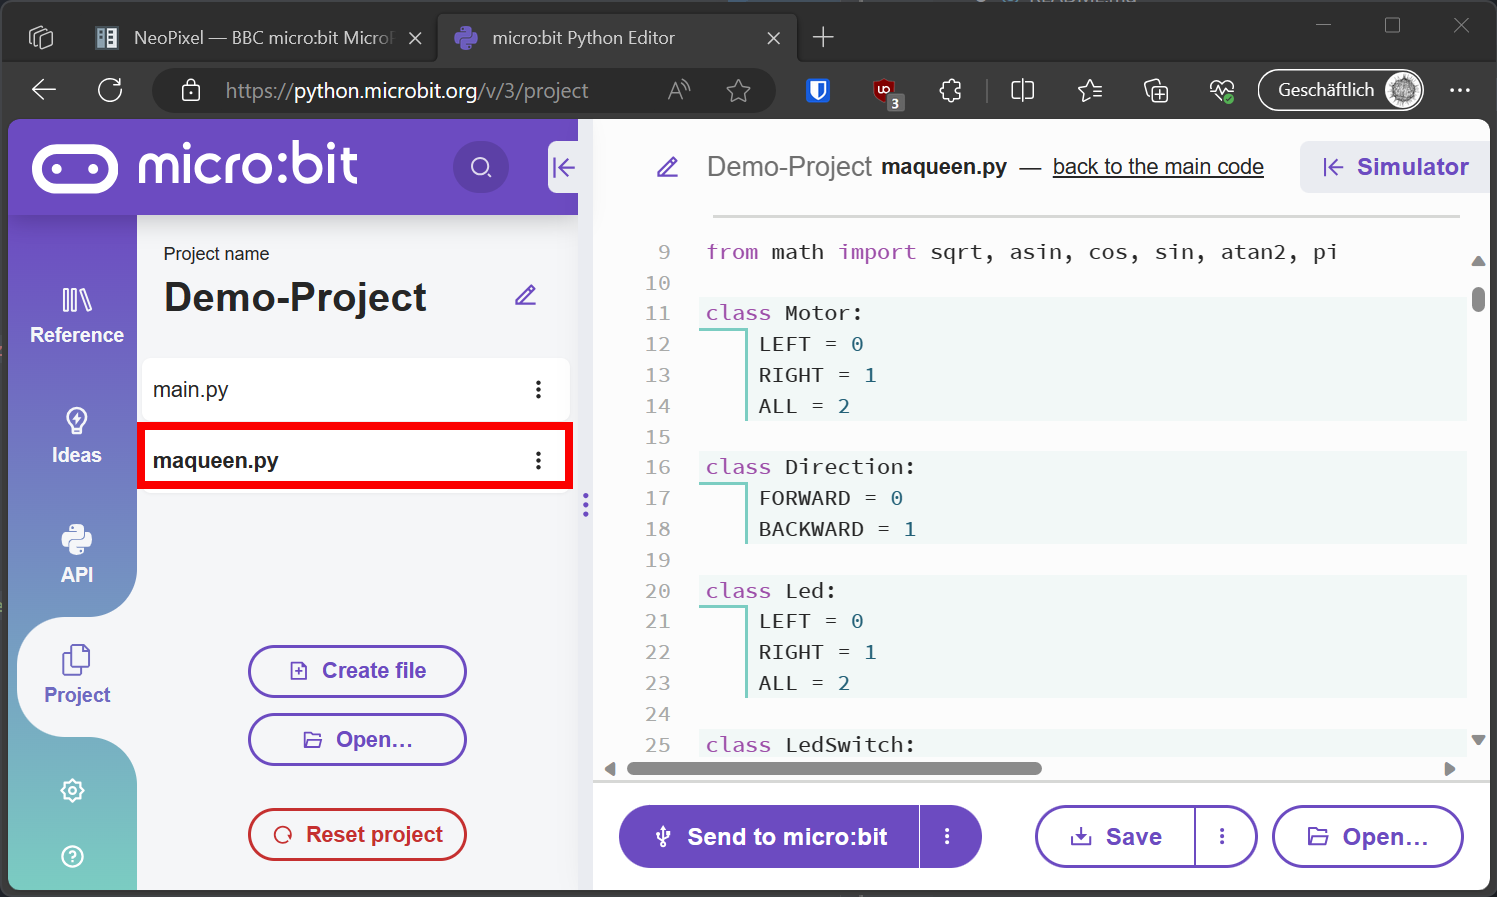 NeoPixel — BBC micro:bit Micro
micro:bit Python Editor
https://python.microbit.org/v/3/project
A
uo
3
Geschäftlich
micro:bit
Demo-Project maqueen.py — back to the main code
Simulator
Reference
Ideas
API
Project
Project name
Demo-Project
main.py
maqueen.py
Create file
Open...
Reset project
9 from math import sqrt, asin, cos, sin, atan2, pi
10
11 class Motor:
12 LEFT = 0
13 RIGHT = 1
14 ALL = 2
15
16 class Direction:
17 FORWARD = 0
18 BACKWARD = 1
19
20 class Led:
21 LEFT = 0
22 RIGHT = 1
23 ALL = 2
24
25 class LedSwitch:
Send to micro:bit
Save
Open...